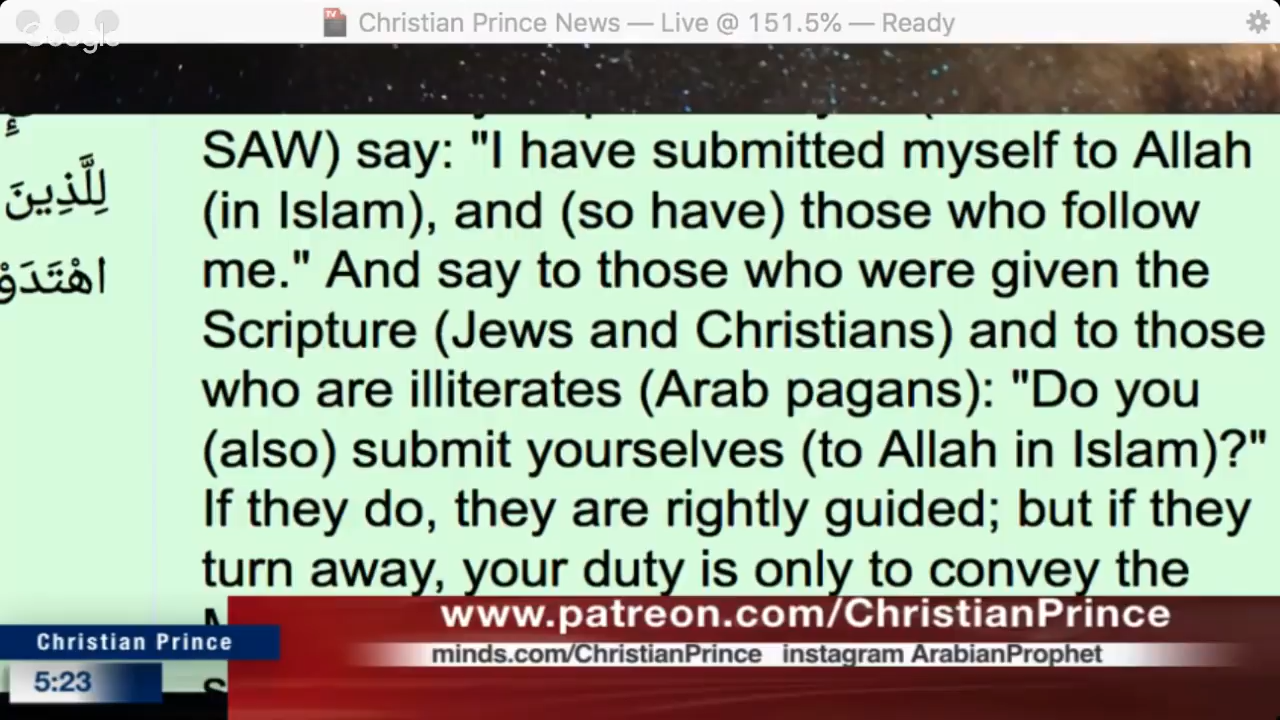 Christian Prince News — Live @ 151.5% — Ready
Google
SAW) say: "I have submitted myself to Allah
(in Islam), and (so have) those who follow
me." And say to those who were given the
Scripture (Jews and Christians) and to those
who are illiterates (Arab pagans): "Do you
(also) submit yourselves (to Allah in Islam)?"
If they do, they are rightly guided; but if they
turn away, your duty is only to convey the
لِلَّذِينَ
www.patreon.com/ChristianPrince
minds.com/ChristianPrince instagram ArabianProphet
Christian Prince
5:23